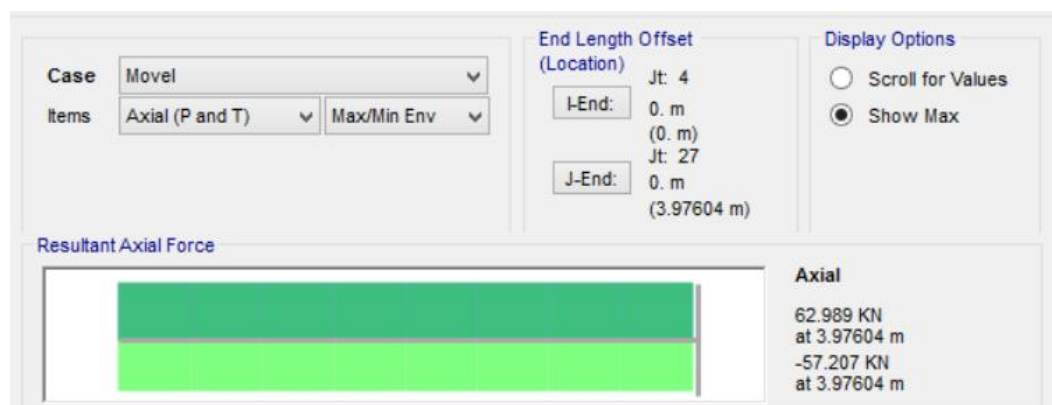 Case Movel
Items Axial (P and T) Max/Min Env
End Length Offset
(Location)
Jt: 4
I-End: 0. m
(0. m)
Jt: 27
J-End: 0. m
(3.97604 m)
Display Options
Scroll for Values
Show Max
Resultant Axial Force
Axial
62.989 KN
at 3.97604 m
-57.207 KN
at 3.97604 m